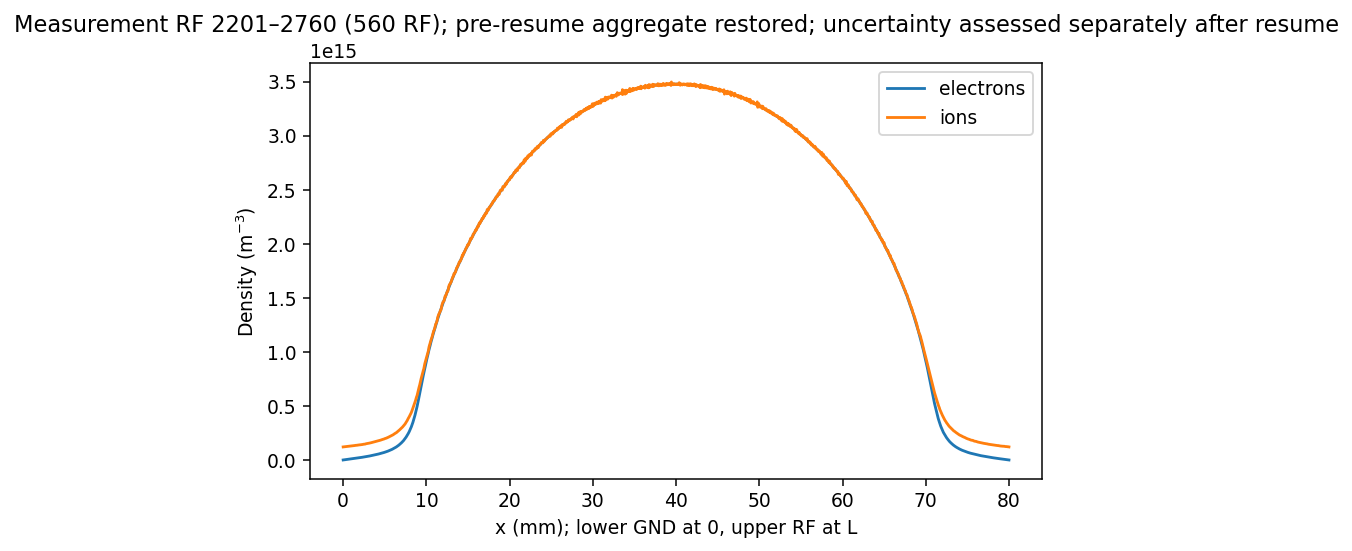 Measurement RF 2201–2760 (560 RF); pre-resume aggregate restored; uncertainty assessed separately after resume
1e15
3.5
3.0
2.5
2.0
1.5
1.0
0.5
0.0
Density (m⁻³)
electrons
ions
0 10 20 30 40 50 60 70 80
x (mm); lower GND at 0, upper RF at L